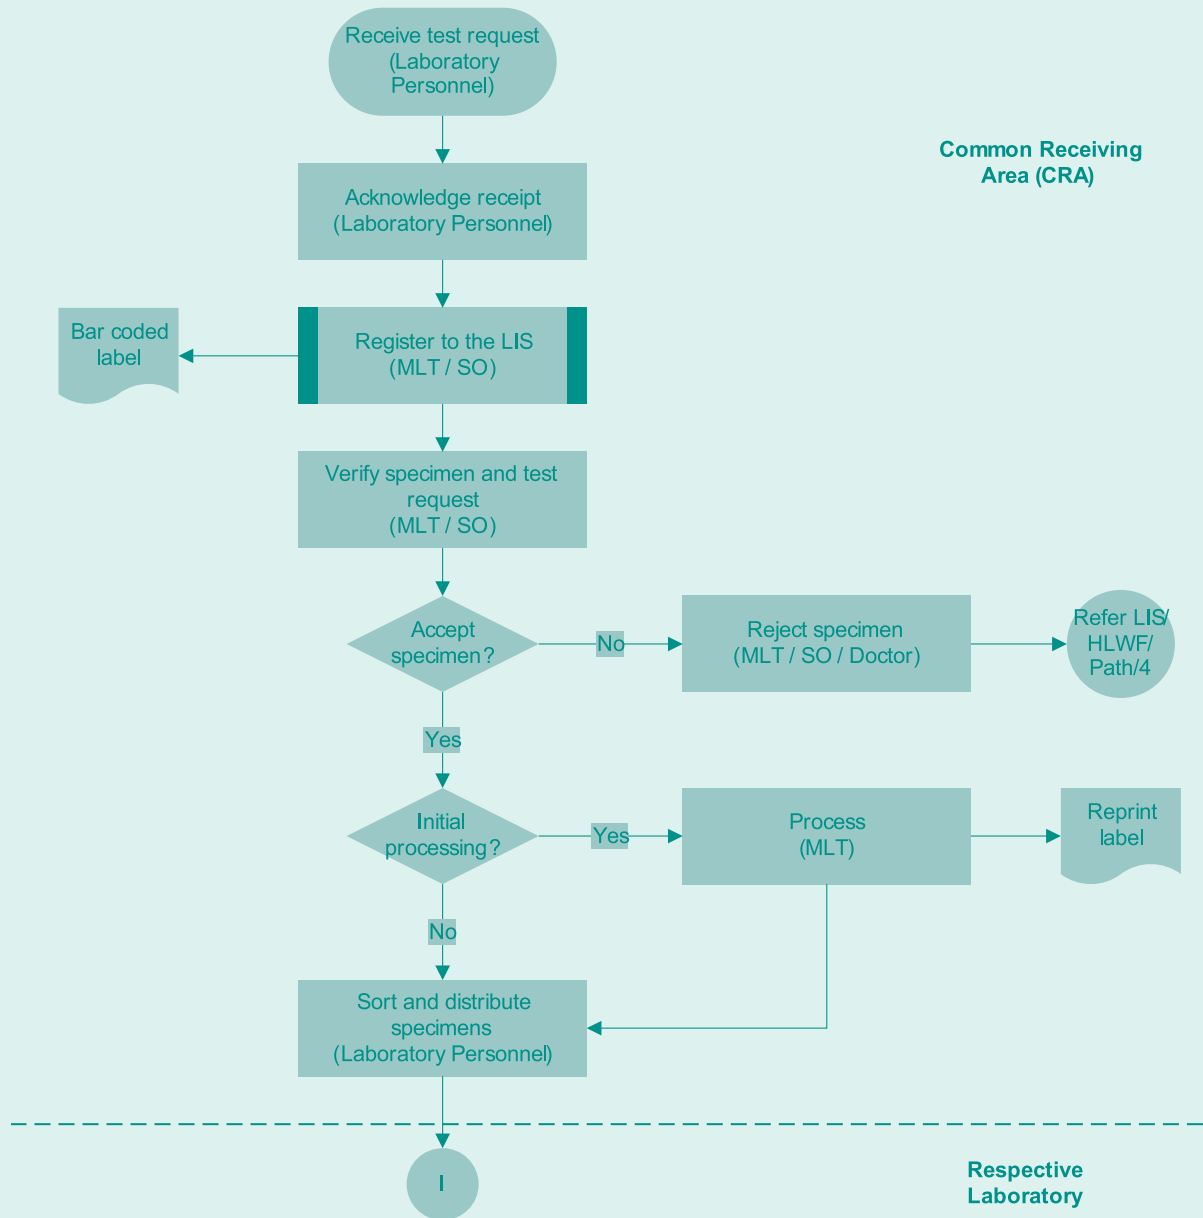 Receive test request
(Laboratory
Personnel)
Common Receiving
Area (CRA)
Acknowledge receipt
(Laboratory Personnel)
Bar coded
label
Register to the LIS
(MLT / SO)
Verify specimen and test
request
(MLT / SO)
Accept
specimen?
No
Reject specimen
(MLT / SO / Doctor)
Refer LIS/
HLWF/
Path/4
Yes
Initial
processing?
Yes
Process
(MLT)
Reprint
label
No
Sort and distribute
specimens
(Laboratory Personnel)
I
Respective
Laboratory